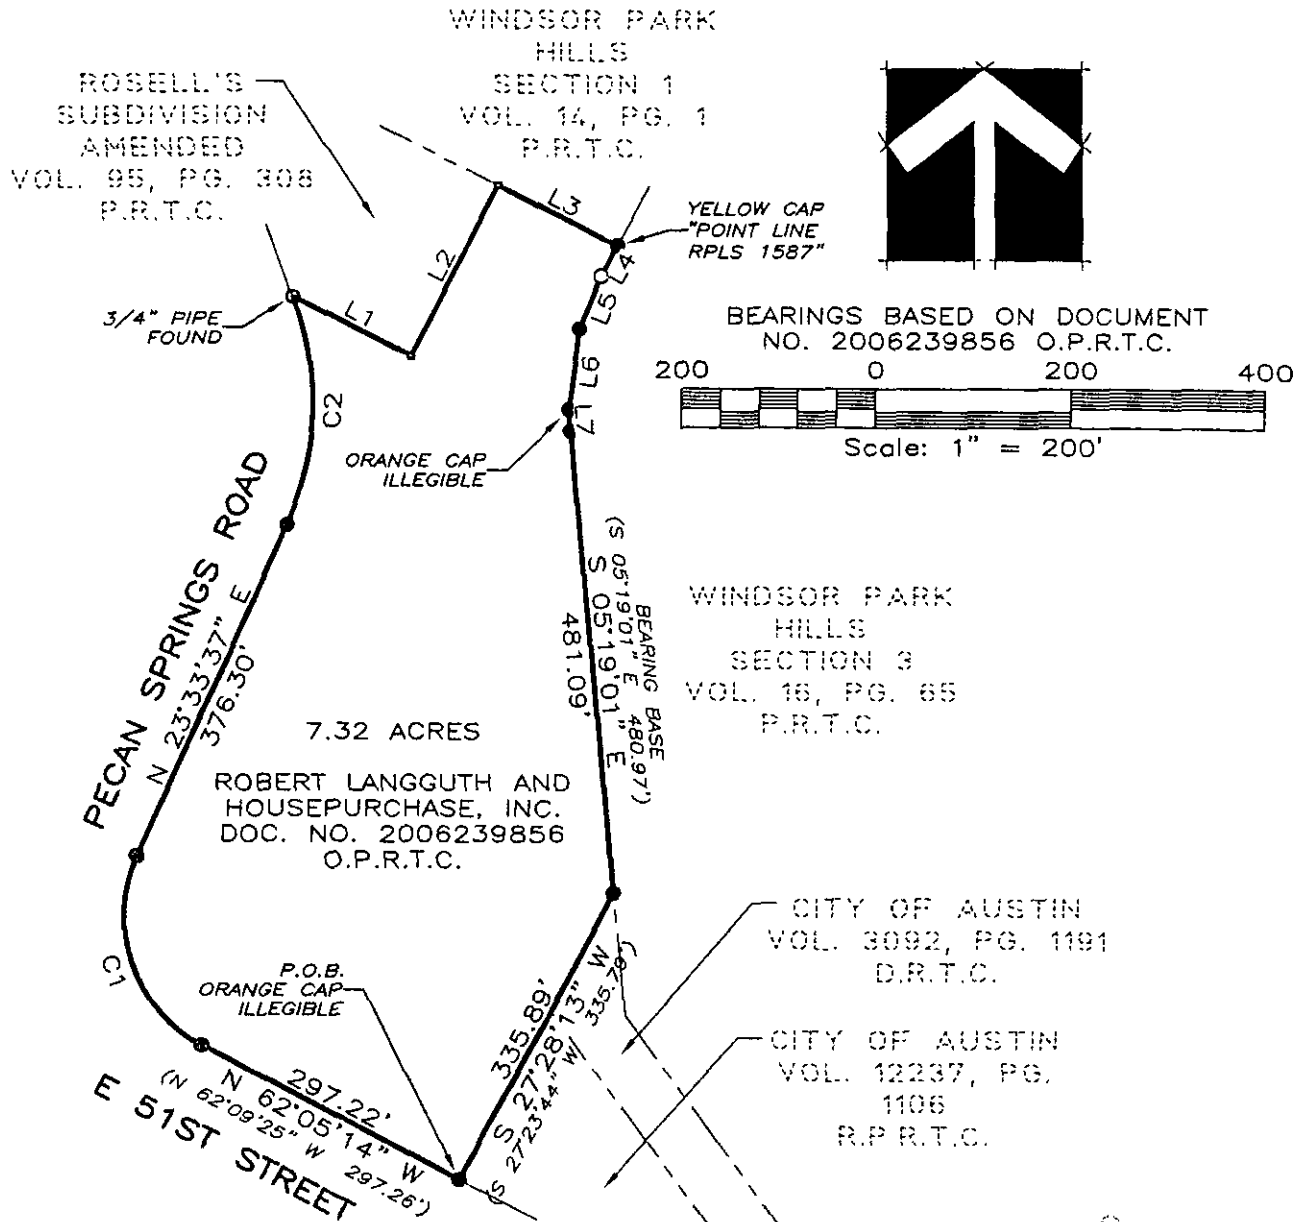 WINDSOR PARK
HILLS
SECTION 1
VOL. 14, PG. 1
P.R.T.C.
ROSELL'S
SUBDIVISION
AMENDED
VOL. 95, PG. 308
P.R.T.C.
L3
YELLOW CAP
"POINT LINE
RPLS 1587"
L4
L2
L5
L1
3/4" PIPE
FOUND
BEARINGS BASED ON DOCUMENT
NO. 2006239856 O.P.R.T.C.
200 0 200 400
Scale: 1" = 200'
L6
C2
L7
ORANGE CAP
ILLEGIBLE
PECAN SPRINGS ROAD
N 23°33'37" E
376.30'
BEARING BASE
(S 05°19'01" E 480.97')
S 05°19'01" E
481.09'
WINDSOR PARK
HILLS
SECTION 3
VOL. 16, PG. 65
P.R.T.C.
7.32 ACRES
ROBERT LANGGUTH AND
HOUSEPURCHASE, INC.
DOC. NO. 2006239856
O.P.R.T.C.
CITY OF AUSTIN
VOL. 3092, PG. 1191
D.R.T.C.
C1
P.O.B.
ORANGE CAP
ILLEGIBLE
335.89'
S 27°28'13" W
(S 27°23'44" W 335.79')
CITY OF AUSTIN
VOL. 12237, PG.
1106
R.P R.T.C.
297.22'
N 62°05'14" W
(N 62°09'25" W 297.26')
E 51ST STREET